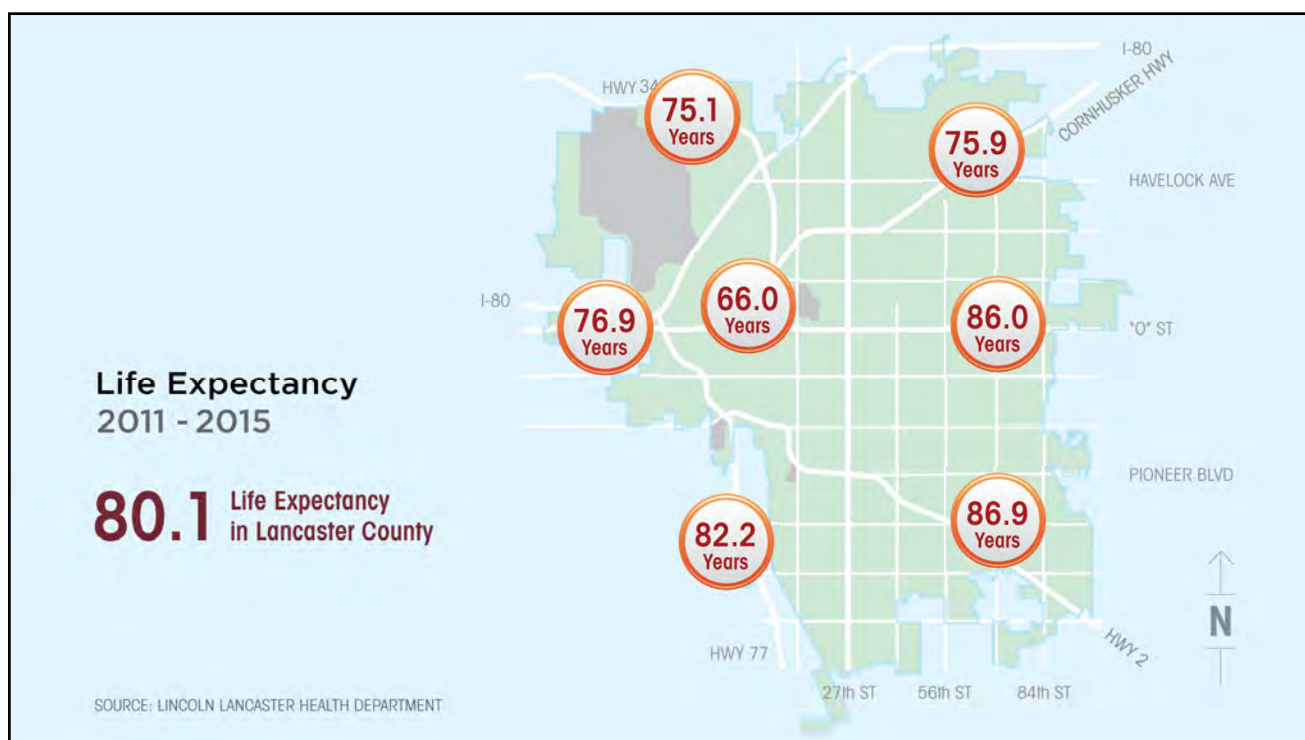 I-80
CORNHUSKER HWY
HWY 34
75.1
Years
75.9
Years
HAVELOCK AVE
I-80
76.9
Years
66.0
Years
86.0
Years
"O" ST
Life Expectancy
2011 - 2015
80.1
Life Expectancy
in Lancaster County
PIONEER BLVD
82.2
Years
86.9
Years
N
HWY 77
HWY 2
27th ST
56th ST
84th ST
SOURCE: LINCOLN LANCASTER HEALTH DEPARTMENT